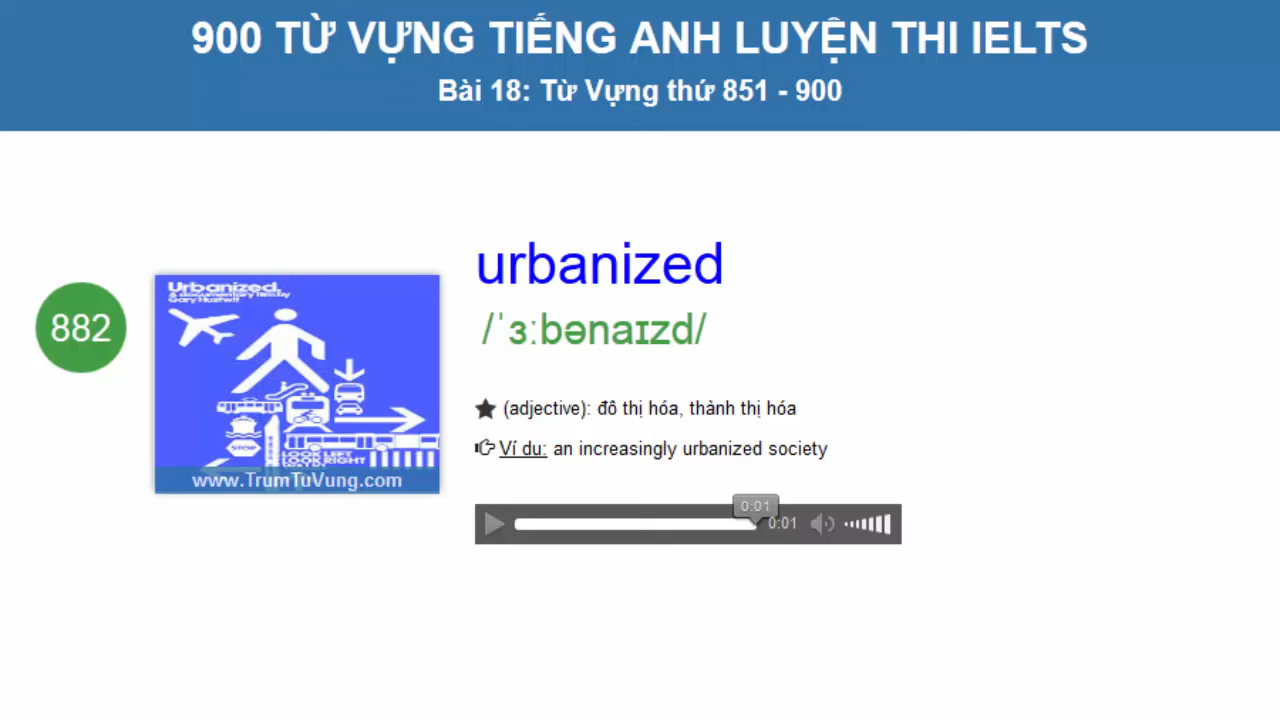 900 TỪ VỰNG TIẾNG ANH LUYỆN THI IELTS
Bài 18: Từ Vựng thứ 851 - 900
882
Urbanized.
A documentary film by
Gary Hustwit
STOP
LOOK LEFT
LOOK RIGHT
www.TrumTuVung.com
urbanized
/ˈɜːbənaɪzd/
(adjective): đô thị hóa, thành thị hóa
Ví dụ: an increasingly urbanized society
0:01
0:01